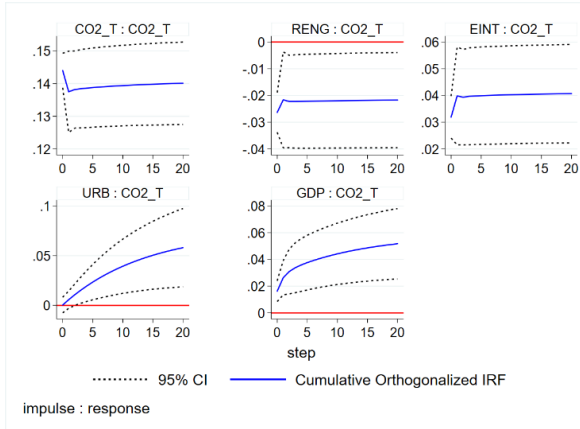 CO2_T : CO2_T
RENG : CO2_T
EINT : CO2_T
.15
.14
.13
.12
0 5 10 15 20
0
-.01
-.02
-.03
-.04
0 5 10 15 20
.06
.05
.04
.03
.02
0 5 10 15 20
URB : CO2_T
GDP : CO2_T
.1
.05
0
0 5 10 15 20
.08
.06
.04
.02
0
0 5 10 15 20
step
95% CI
Cumulative Orthogonalized IRF
impulse : response